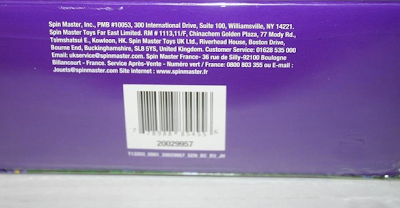 Spin Master, Inc., PMB #10053, 300 International Drive, Suite 100, Williamsville, NY 14221.
Spin Master Toys Far East Limited. RM # 1113,11/F, Chinachem Golden Plaza, 77 Mody Rd.,
Tsimshatsui E., Kowloon, HK. Spin Master Toys UK Ltd., Riverhead House, Boston Drive,
Bourne End, Buckinghamshire, SL8 5YS, United Kingdom. Customer Support: 01628 535 000
Email: ukservice@spinmaster.com. Spin Master France- 36 rue de Silly-92100 Boulogne
Billancourt - France. Service Après-Vente - Numéro vert / France: 0800 803 355 ou E-mail :
Jouets@spinmaster.com Site internet : www.spinmaster.com
20029957